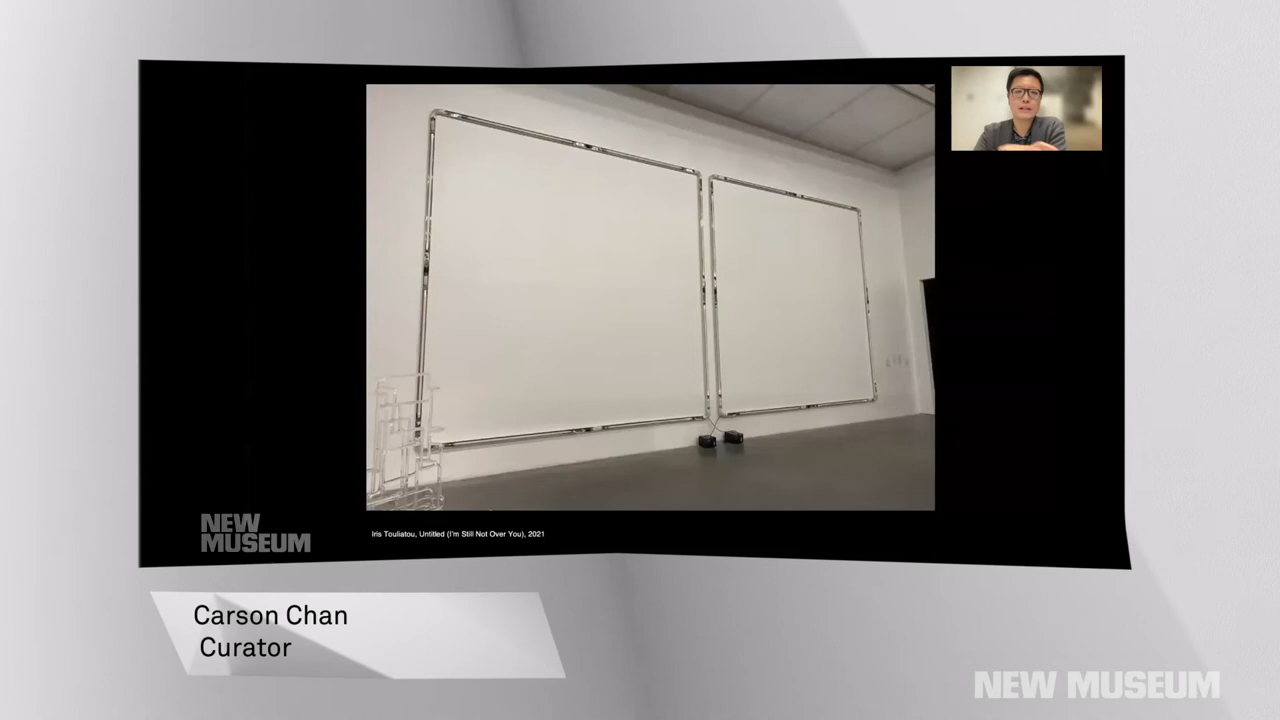 NEW
MUSEUM
Iris Touliatou, Untitled (I'm Still Not Over You), 2021
Carson Chan
Curator
NEW MUSEUM